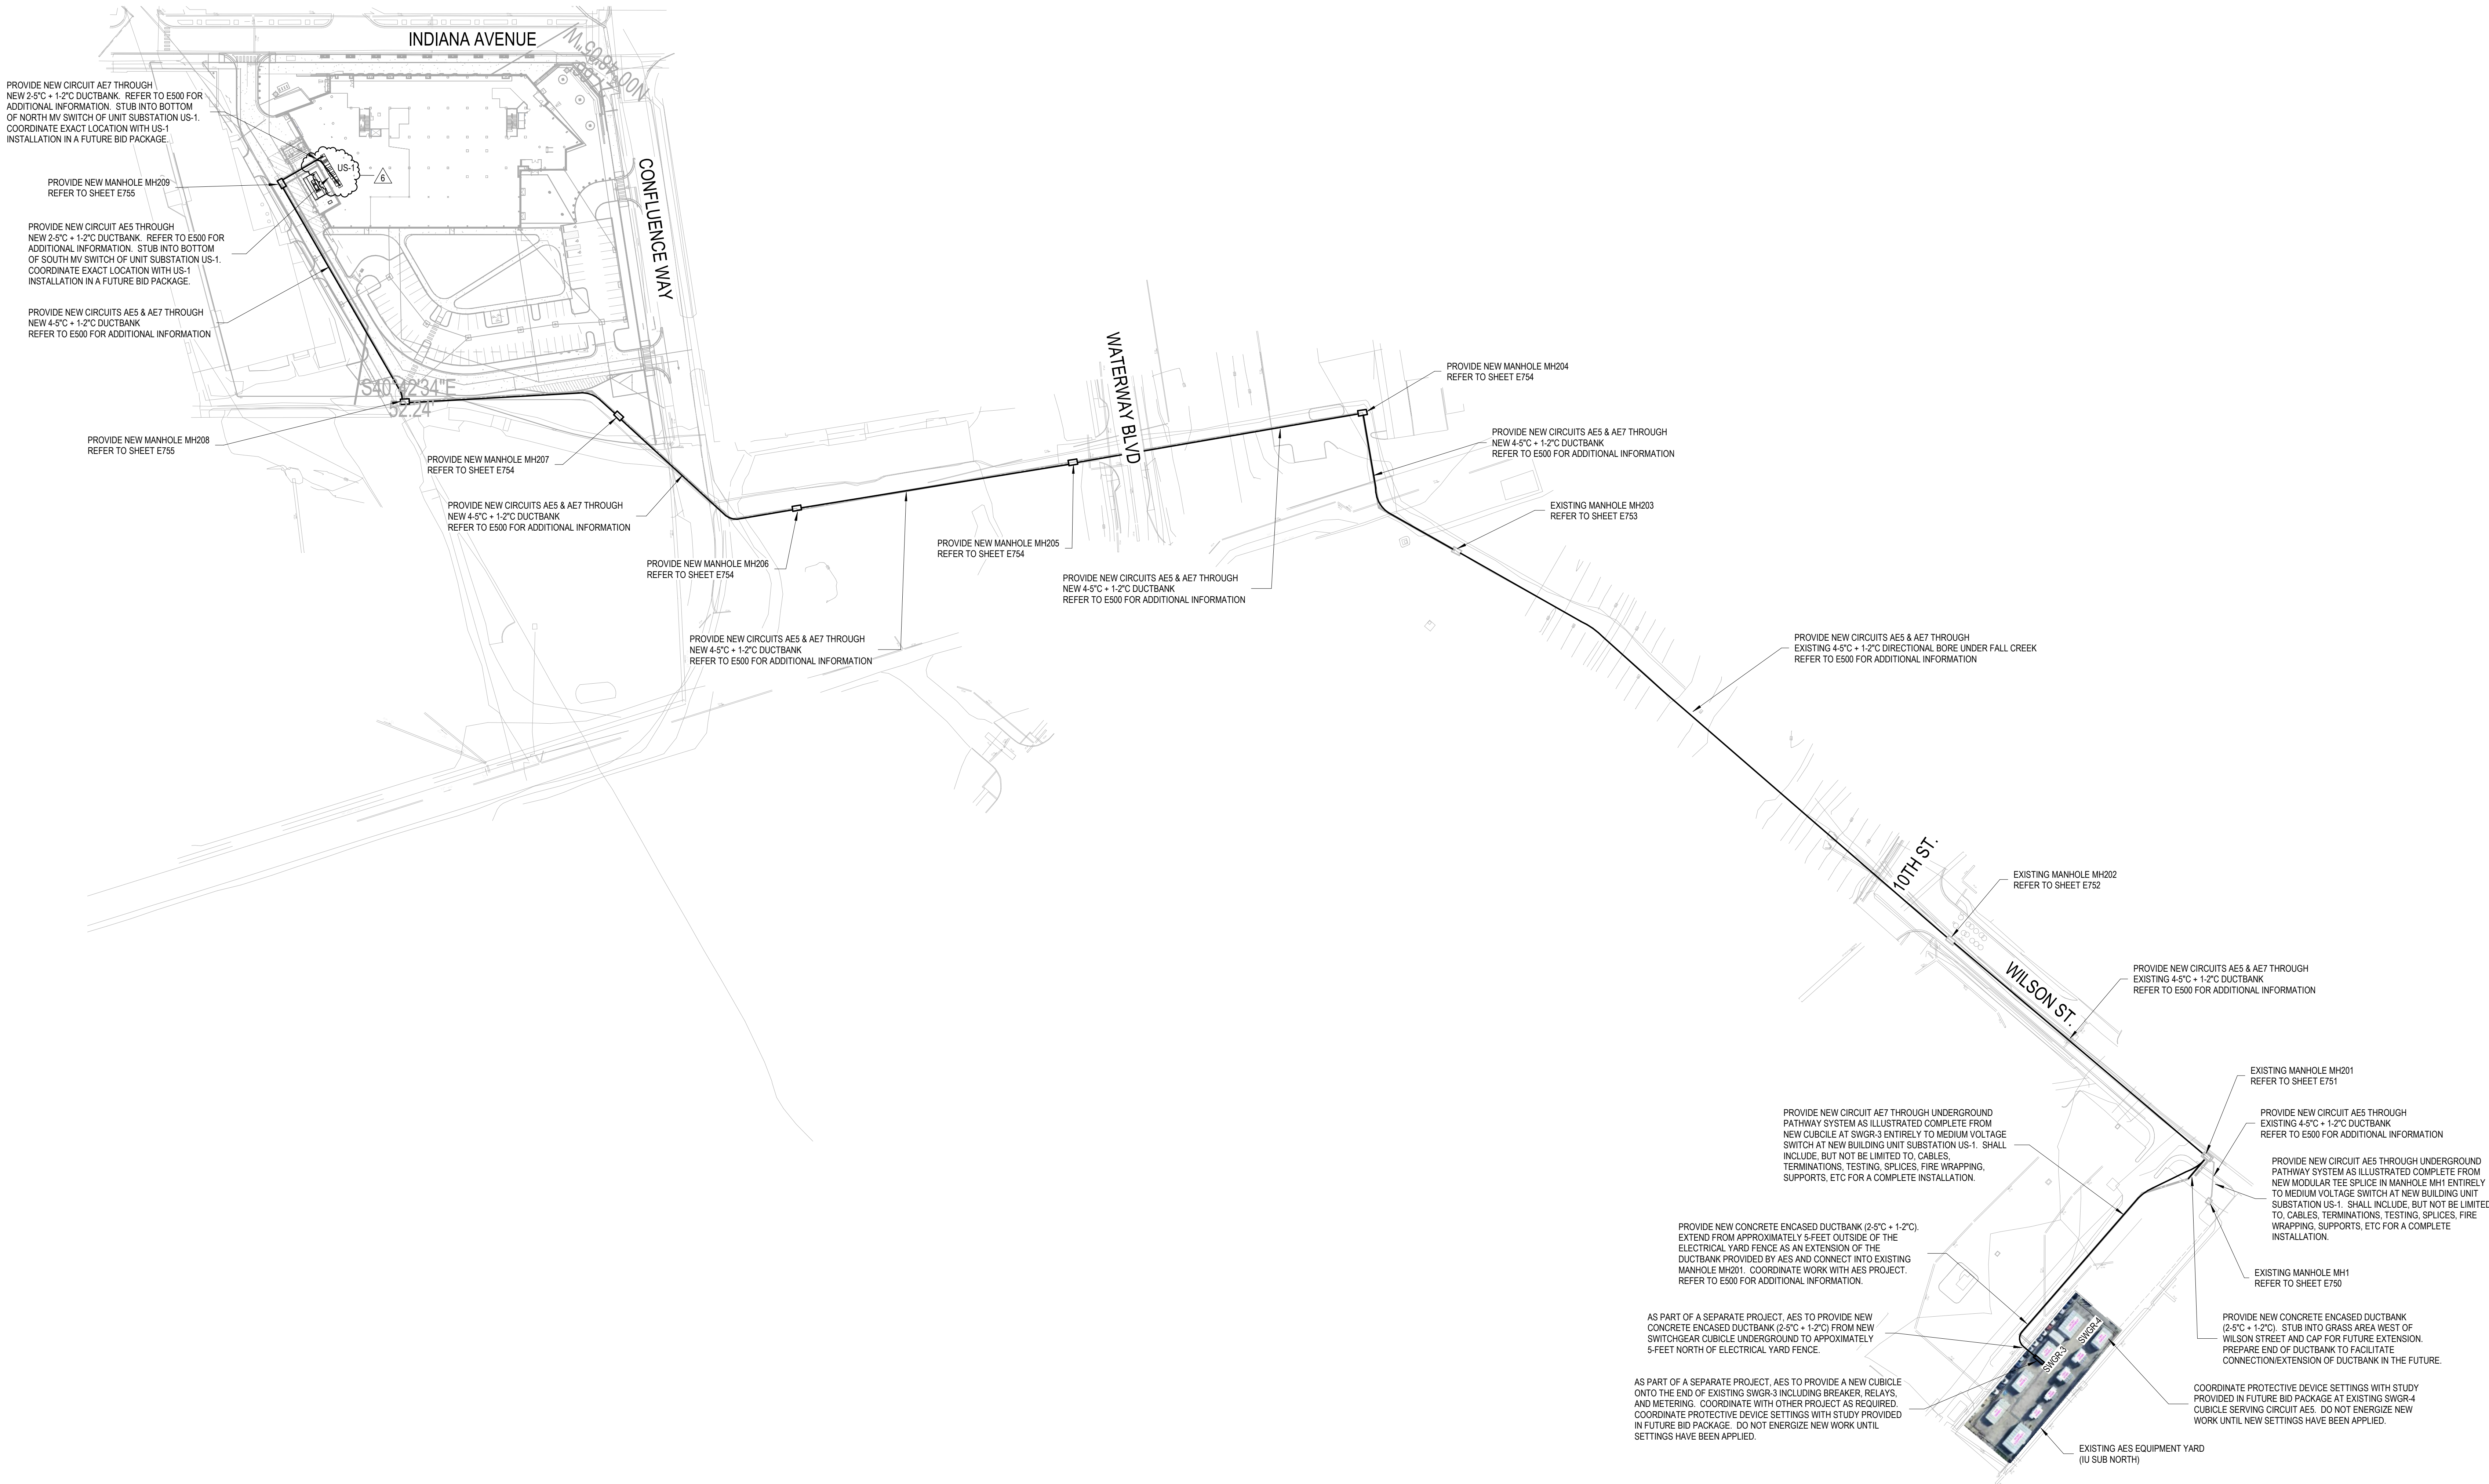 INDIANA AVENUE
N00°48'05"W
PROVIDE NEW CIRCUIT AE7 THROUGH
NEW 2-5"C + 1-2"C DUCTBANK. REFER TO E500 FOR
ADDITIONAL INFORMATION. STUB INTO BOTTOM
OF NORTH MV SWITCH OF UNIT SUBSTATION US-1.
COORDINATE EXACT LOCATION WITH US-1
INSTALLATION IN A FUTURE BID PACKAGE.
US-1
6
PROVIDE NEW MANHOLE MH209
REFER TO SHEET E755
CONFLUENCE WAY
PROVIDE NEW CIRCUIT AE5 THROUGH
NEW 2-5"C + 1-2"C DUCTBANK. REFER TO E500 FOR
ADDITIONAL INFORMATION. STUB INTO BOTTOM
OF SOUTH MV SWITCH OF UNIT SUBSTATION US-1.
COORDINATE EXACT LOCATION WITH US-1
INSTALLATION IN A FUTURE BID PACKAGE.
PROVIDE NEW CIRCUITS AE5 & AE7 THROUGH
NEW 4-5"C + 1-2"C DUCTBANK
REFER TO E500 FOR ADDITIONAL INFORMATION
52.24'
PROVIDE NEW MANHOLE MH208
REFER TO SHEET E755
PROVIDE NEW MANHOLE MH207
REFER TO SHEET E754
PROVIDE NEW CIRCUITS AE5 & AE7 THROUGH
NEW 4-5"C + 1-2"C DUCTBANK
REFER TO E500 FOR ADDITIONAL INFORMATION
PROVIDE NEW MANHOLE MH206
REFER TO SHEET E754
PROVIDE NEW CIRCUITS AE5 & AE7 THROUGH
NEW 4-5"C + 1-2"C DUCTBANK
REFER TO E500 FOR ADDITIONAL INFORMATION
WATERWAY BLVD
PROVIDE NEW MANHOLE MH205
REFER TO SHEET E754
PROVIDE NEW CIRCUITS AE5 & AE7 THROUGH
NEW 4-5"C + 1-2"C DUCTBANK
REFER TO E500 FOR ADDITIONAL INFORMATION
PROVIDE NEW MANHOLE MH204
REFER TO SHEET E754
PROVIDE NEW CIRCUITS AE5 & AE7 THROUGH
NEW 4-5"C + 1-2"C DUCTBANK
REFER TO E500 FOR ADDITIONAL INFORMATION
EXISTING MANHOLE MH203
REFER TO SHEET E753
PROVIDE NEW CIRCUITS AE5 & AE7 THROUGH
EXISTING 4-5"C + 1-2"C DIRECTIONAL BORE UNDER FALL CREEK
REFER TO E500 FOR ADDITIONAL INFORMATION
10TH ST.
EXISTING MANHOLE MH202
REFER TO SHEET E752
WILSON ST.
PROVIDE NEW CIRCUITS AE5 & AE7 THROUGH
EXISTING 4-5"C + 1-2"C DUCTBANK
REFER TO E500 FOR ADDITIONAL INFORMATION
EXISTING MANHOLE MH201
REFER TO SHEET E751
PROVIDE NEW CIRCUIT AE5 THROUGH
EXISTING 4-5"C + 1-2"C DUCTBANK
REFER TO E500 FOR ADDITIONAL INFORMATION
PROVIDE NEW CIRCUIT AE5 THROUGH UNDERGROUND
PATHWAY SYSTEM AS ILLUSTRATED COMPLETE FROM
NEW MODULAR TEE SPLICE IN MANHOLE MH1 ENTIRELY
TO MEDIUM VOLTAGE SWITCH AT NEW BUILDING UNIT
SUBSTATION US-1. SHALL INCLUDE, BUT NOT BE LIMITED
TO, CABLES, TERMINATIONS, TESTING, SPLICES, FIRE
WRAPPING, SUPPORTS, ETC FOR A COMPLETE
INSTALLATION.
EXISTING MANHOLE MH1
REFER TO SHEET E750
PROVIDE NEW CONCRETE ENCASED DUCTBANK
(2-5"C + 1-2"C). STUB INTO GRASS AREA WEST OF
WILSON STREET AND CAP FOR FUTURE EXTENSION.
PREPARE END OF DUCTBANK TO FACILITATE
CONNECTION/EXTENSION OF DUCTBANK IN THE FUTURE.
COORDINATE PROTECTIVE DEVICE SETTINGS WITH STUDY
PROVIDED IN FUTURE BID PACKAGE AT EXISTING SWGR-4
CUBICLE SERVING CIRCUIT AE5. DO NOT ENERGIZE NEW
WORK UNTIL NEW SETTINGS HAVE BEEN APPLIED.
EXISTING AES EQUIPMENT YARD
(IU SUB NORTH)
PROVIDE NEW CIRCUIT AE7 THROUGH UNDERGROUND
PATHWAY SYSTEM AS ILLUSTRATED COMPLETE FROM
NEW CUBCILE AT SWGR-3 ENTIRELY TO MEDIUM VOLTAGE
SWITCH AT NEW BUILDING UNIT SUBSTATION US-1. SHALL
INCLUDE, BUT NOT BE LIMITED TO, CABLES,
TERMINATIONS, TESTING, SPLICES, FIRE WRAPPING,
SUPPORTS, ETC FOR A COMPLETE INSTALLATION.
PROVIDE NEW CONCRETE ENCASED DUCTBANK (2-5"C + 1-2"C).
EXTEND FROM APPROXIMATELY 5-FEET OUTSIDE OF THE
ELECTRICAL YARD FENCE AS AN EXTENSION OF THE
DUCTBANK PROVIDED BY AES AND CONNECT INTO EXISTING
MANHOLE MH201. COORDINATE WORK WITH AES PROJECT.
REFER TO E500 FOR ADDITIONAL INFORMATION.
AS PART OF A SEPARATE PROJECT, AES TO PROVIDE NEW
CONCRETE ENCASED DUCTBANK (2-5"C + 1-2"C) FROM NEW
SWITCHGEAR CUBICLE UNDERGROUND TO APPOXIMATELY
5-FEET NORTH OF ELECTRICAL YARD FENCE.
AS PART OF A SEPARATE PROJECT, AES TO PROVIDE A NEW CUBICLE
ONTO THE END OF EXISTING SWGR-3 INCLUDING BREAKER, RELAYS,
AND METERING. COORDINATE WITH OTHER PROJECT AS REQUIRED.
COORDINATE PROTECTIVE DEVICE SETTINGS WITH STUDY PROVIDED
IN FUTURE BID PACKAGE. DO NOT ENERGIZE NEW WORK UNTIL
SETTINGS HAVE BEEN APPLIED.
SWGR-3
SWGR-4